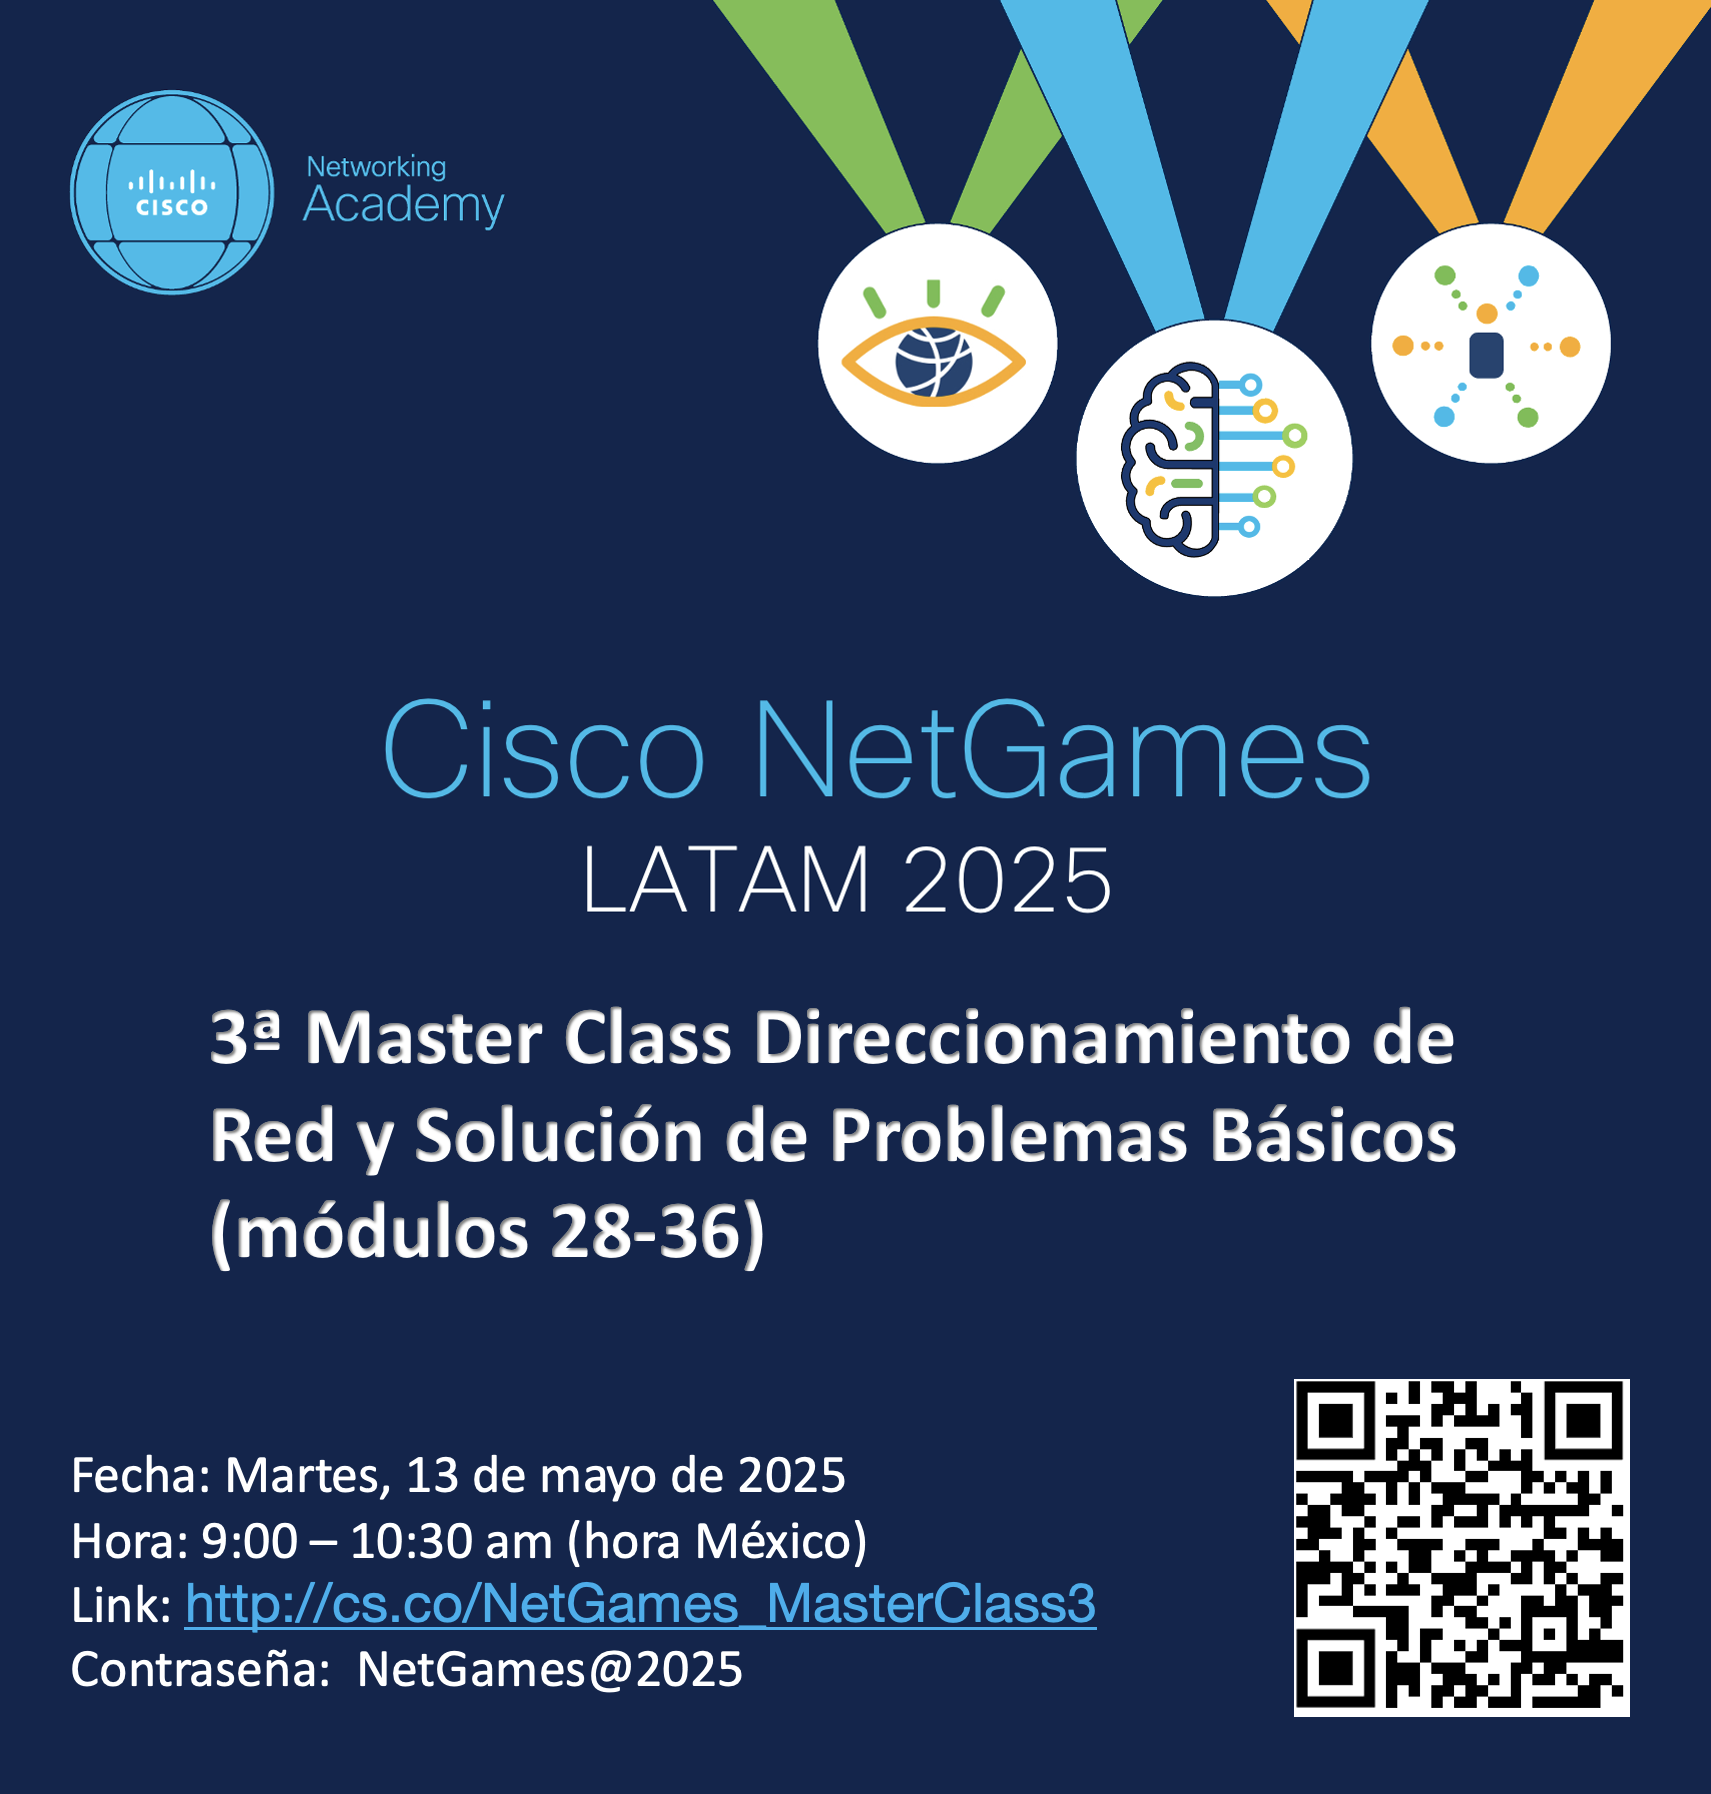 CISCO
Networking
Academy
Cisco NetGames
LATAM 2025
3ª Master Class Direccionamiento de
Red y Solución de Problemas Básicos
(módulos 28-36)
Fecha: Martes, 13 de mayo de 2025
Hora: 9:00 – 10:30 am (hora México)
Link: http://cs.co/NetGames_MasterClass3
Contraseña:  NetGames@2025